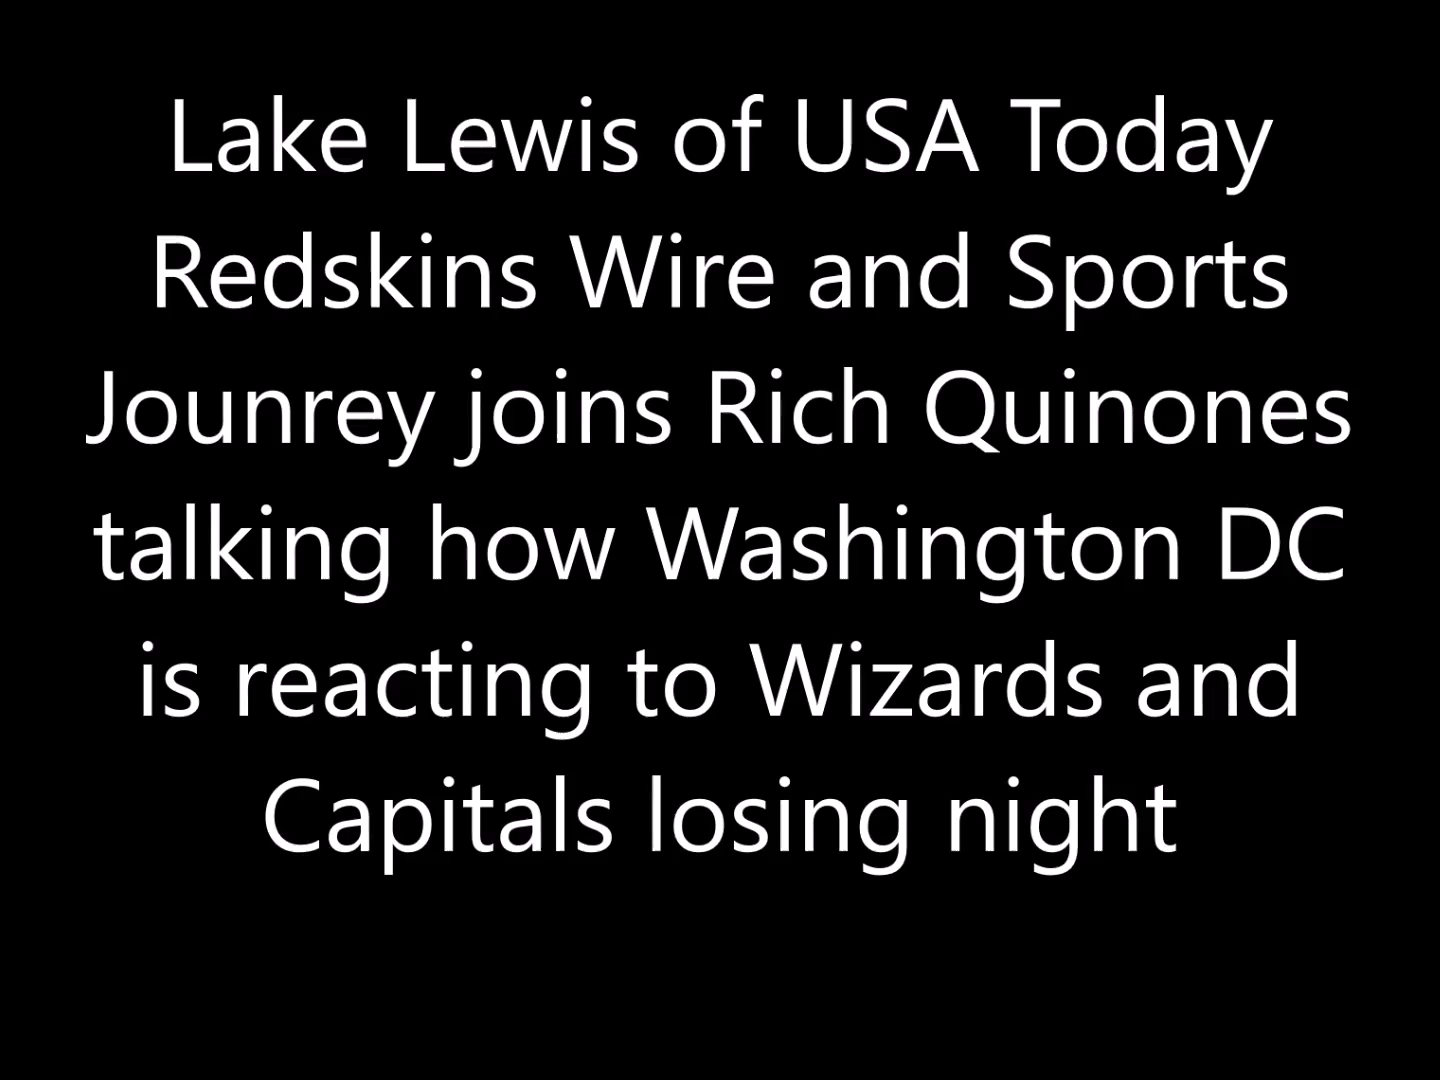 Lake Lewis of USA Today
Redskins Wire and Sports
Jounrey joins Rich Quinones
talking how Washington DC
is reacting to Wizards and
Capitals losing night